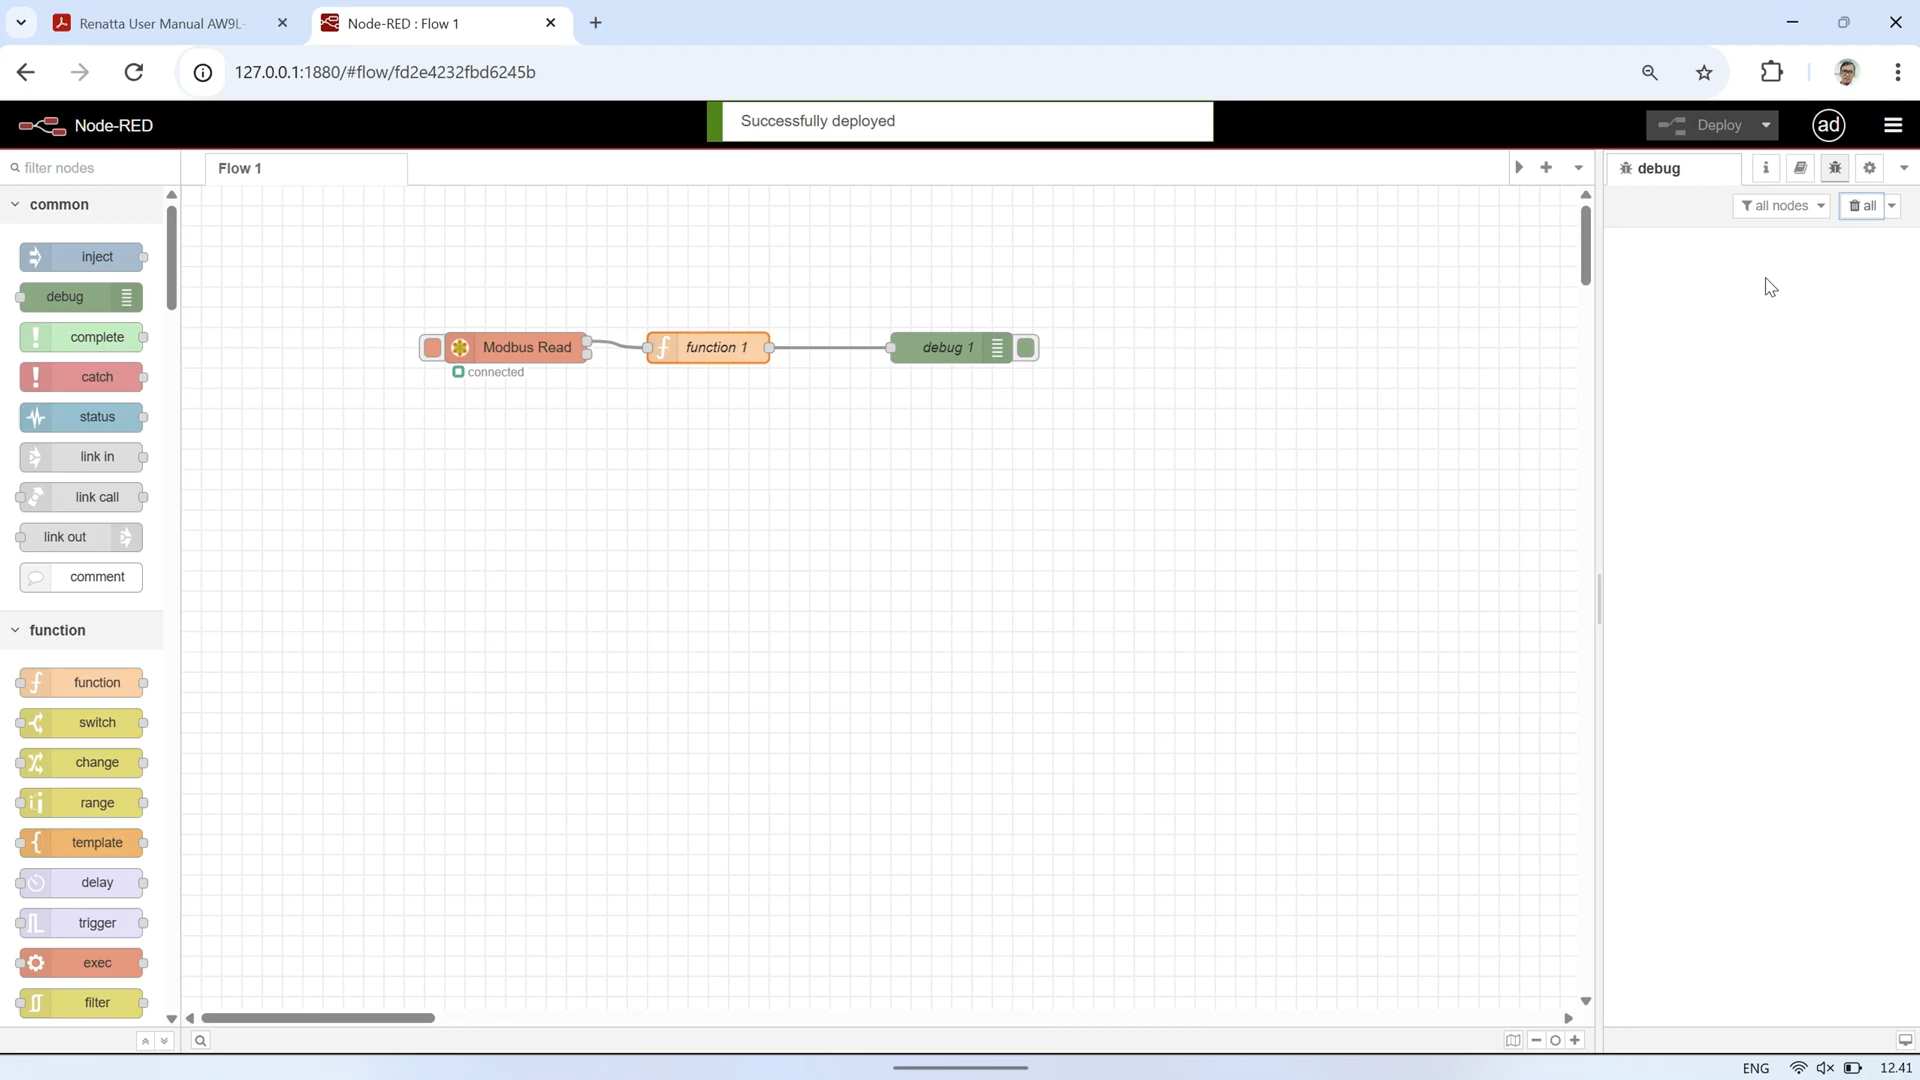 Renatta User Manual AW9L-
Node-RED : Flow 1
127.0.0.1:1880/#flow/fd2e4232fbd6245b
Node-RED
Successfully deployed
Deploy
ad
filter nodes
Flow 1
debug
i
common
all nodes
all
inject
debug
complete
catch
status
link in
link call
link out
comment
function
function
switch
change
range
template
delay
trigger
exec
filter
Modbus Read
function 1
debug 1
connected
ENG
12.41